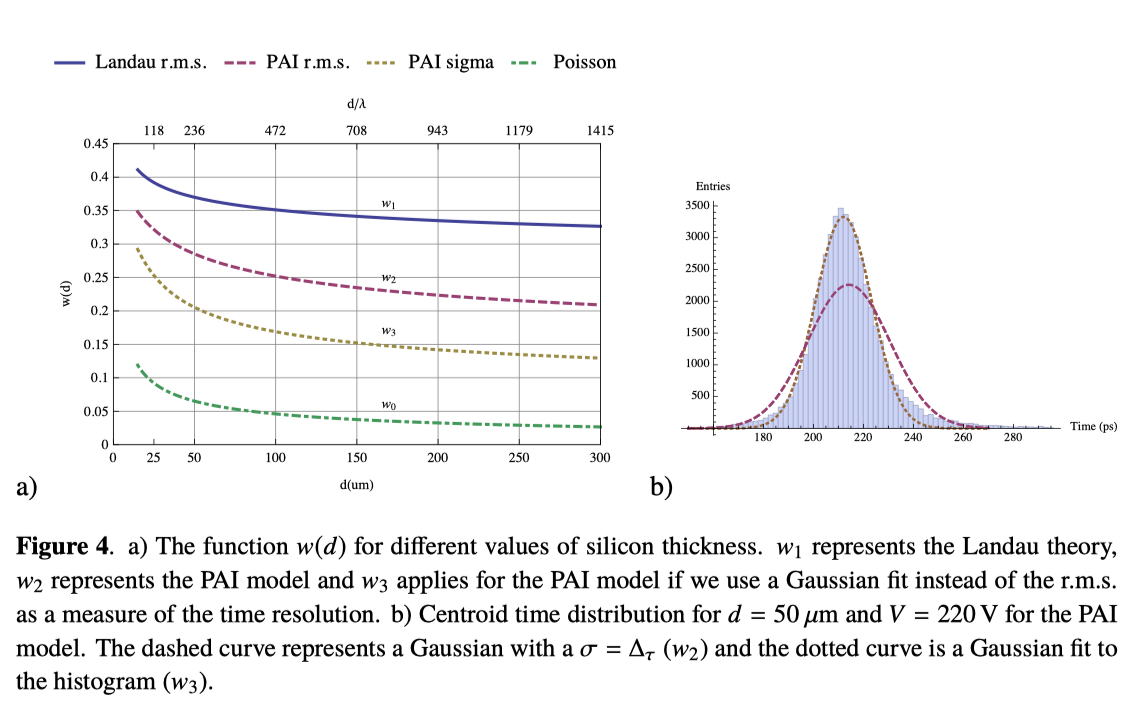 Landau r.m.s. PAI r.m.s. PAI sigma Poisson
d/λ
118 236 472 708 943 1179 1415
0.45
0.4
0.35
0.3
0.25
0.2
0.15
0.1
0.05
0
w(d)
w1
w2
w3
w0
0 25 50 100 150 200 250 300
d(um)
a)
Entries
3500
3000
2500
2000
1500
1000
500
180 200 220 240 260 280
Time (ps)
b)
Figure 4. a) The function w(d) for different values of silicon thickness. w1 represents the Landau theory,
w2 represents the PAI model and w3 applies for the PAI model if we use a Gaussian fit instead of the r.m.s.
as a measure of the time resolution. b) Centroid time distribution for d = 50 μm and V = 220 V for the PAI
model. The dashed curve represents a Gaussian with a σ = Δτ (w2) and the dotted curve is a Gaussian fit to
the histogram (w3).